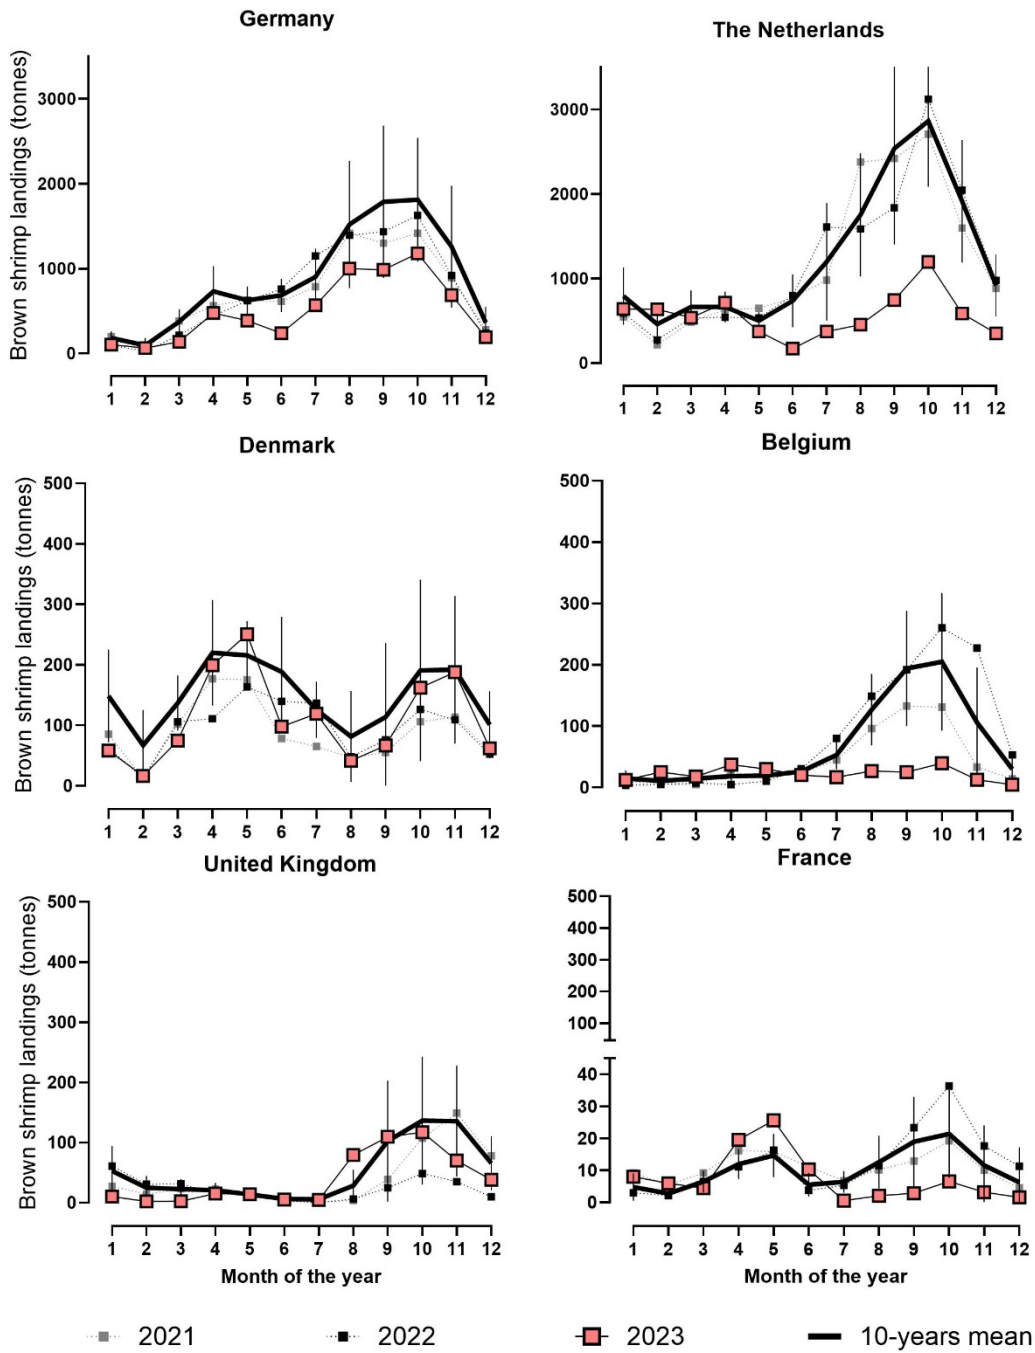 Germany
Brown shrimp landings (tonnes)
3000
2000
1000
0
1 2 3 4 5 6 7 8 9 10 11 12
The Netherlands
3000
2000
1000
0
1 2 3 4 5 6 7 8 9 10 11 12
Denmark
Brown shrimp landings (tonnes)
500
400
300
200
100
0
1 2 3 4 5 6 7 8 9 10 11 12
Belgium
500
400
300
200
100
0
1 2 3 4 5 6 7 8 9 10 11 12
United Kingdom
Brown shrimp landings (tonnes)
500
400
300
200
100
0
1 2 3 4 5 6 7 8 9 10 11 12
Month of the year
France
500
400
300
200
100
40
30
20
10
0
1 2 3 4 5 6 7 8 9 10 11 12
Month of the year
2021 2022 2023 10-years mean